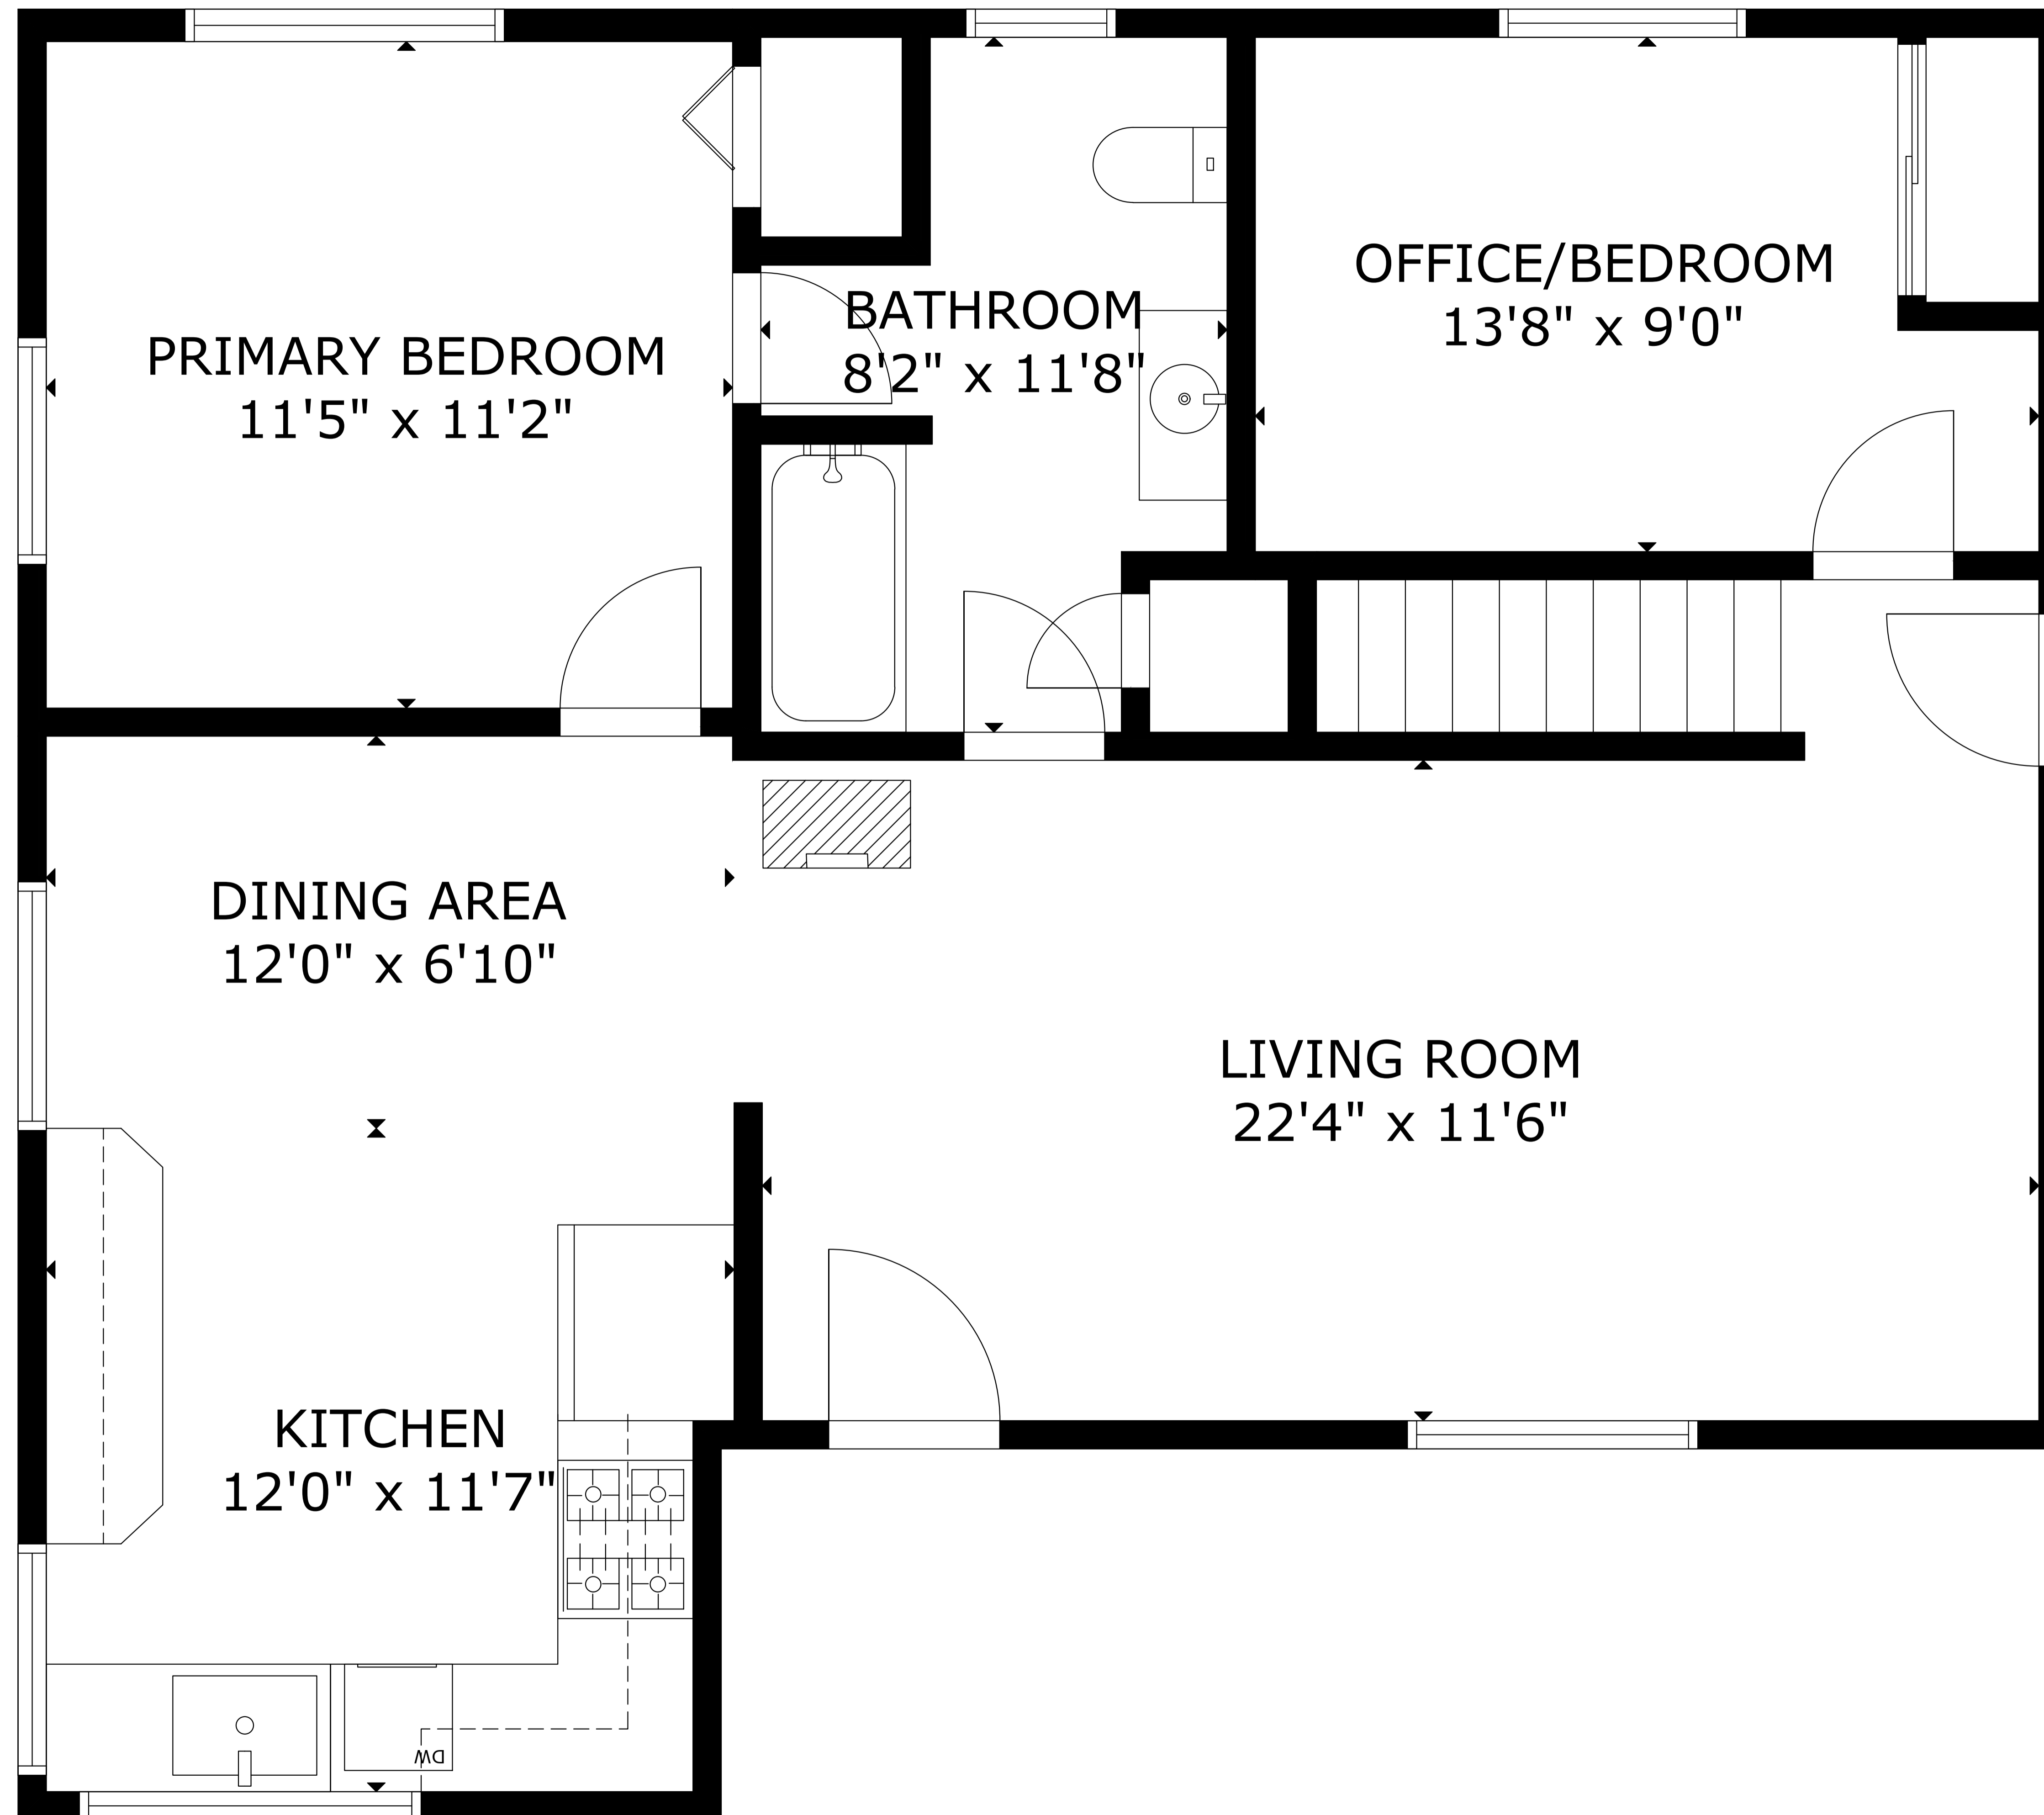 OFFICE/BEDROOM
13'8" x 9'0"
BATHROOM
8'2" x 11'8"
PRIMARY BEDROOM
11'5" x 11'2"
DINING AREA
12'0" x 6'10"
LIVING ROOM
22'4" x 11'6"
KITCHEN
12'0" x 11'7"
DW